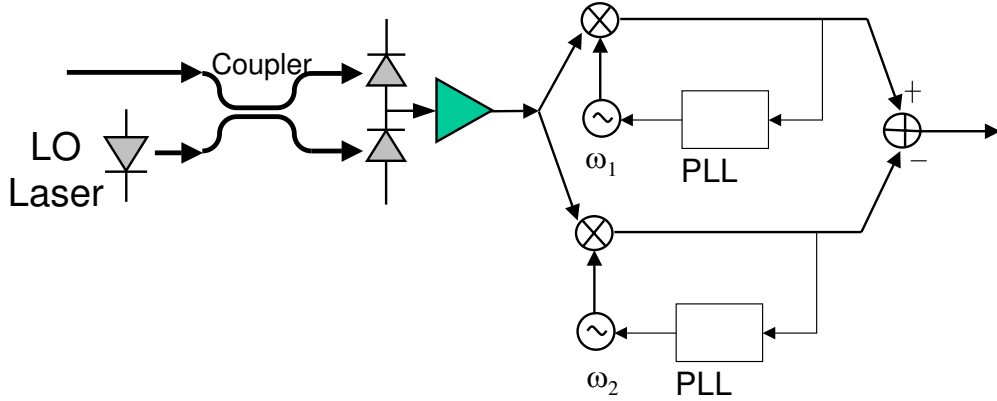 Coupler
LO
Laser
ω₁
PLL
+
−
ω₂
PLL